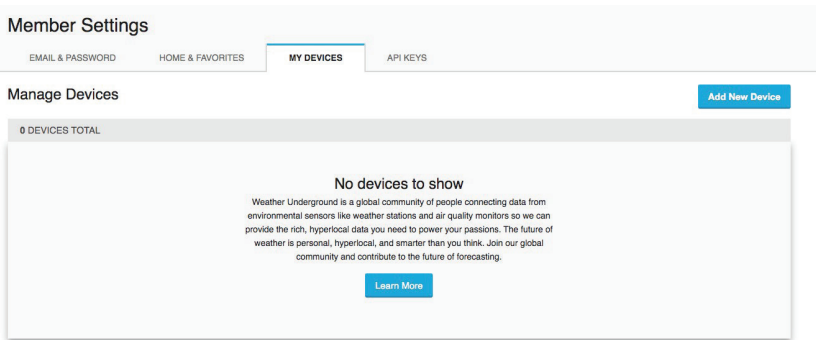 Member Settings
EMAIL & PASSWORD HOME & FAVORITES MY DEVICES API KEYS
Manage Devices
Add New Device
0 DEVICES TOTAL
No devices to show
Weather Underground is a global community of people connecting data from
environmental sensors like weather stations and air quality monitors so we can
provide the rich, hyperlocal data you need to power your passions. The future of
weather is personal, hyperlocal, and smarter than you think. Join our global
community and contribute to the future of forecasting.
Learn More